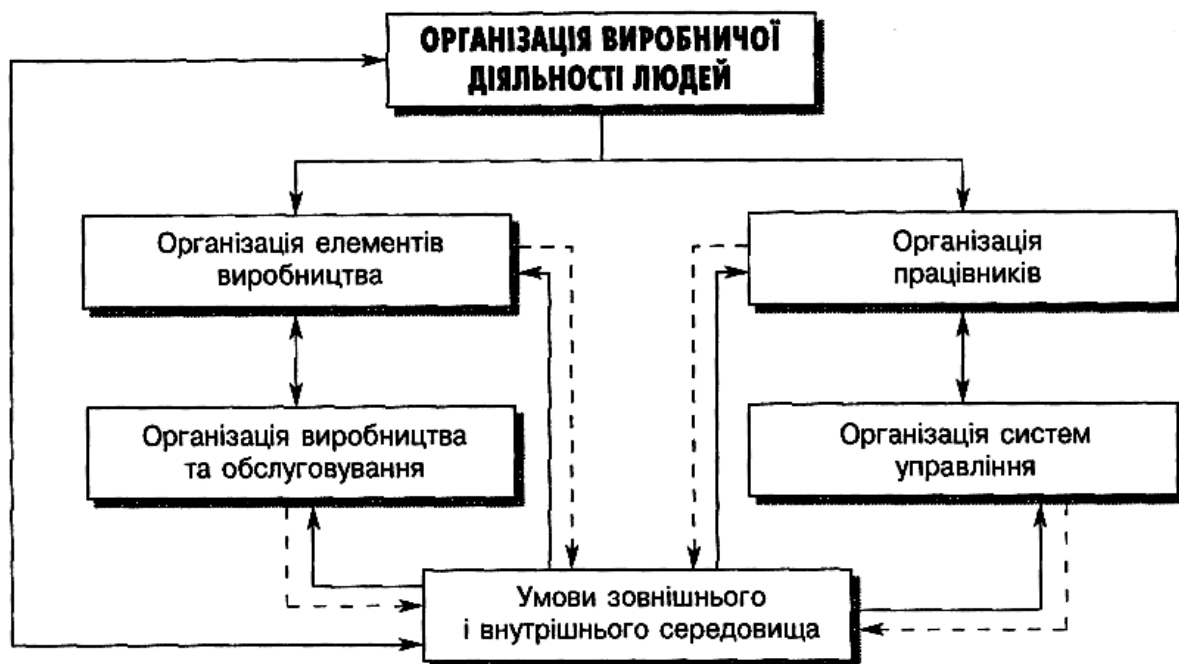 ОРГАНІЗАЦІЯ ВИРОБНИЧОЇ
ДІЯЛЬНОСТІ ЛЮДЕЙ
Організація елементів
виробництва
Організація
працівників
Організація виробництва
та обслуговування
Організація систем
управління
Умови зовнішнього
і внутрішнього середовища